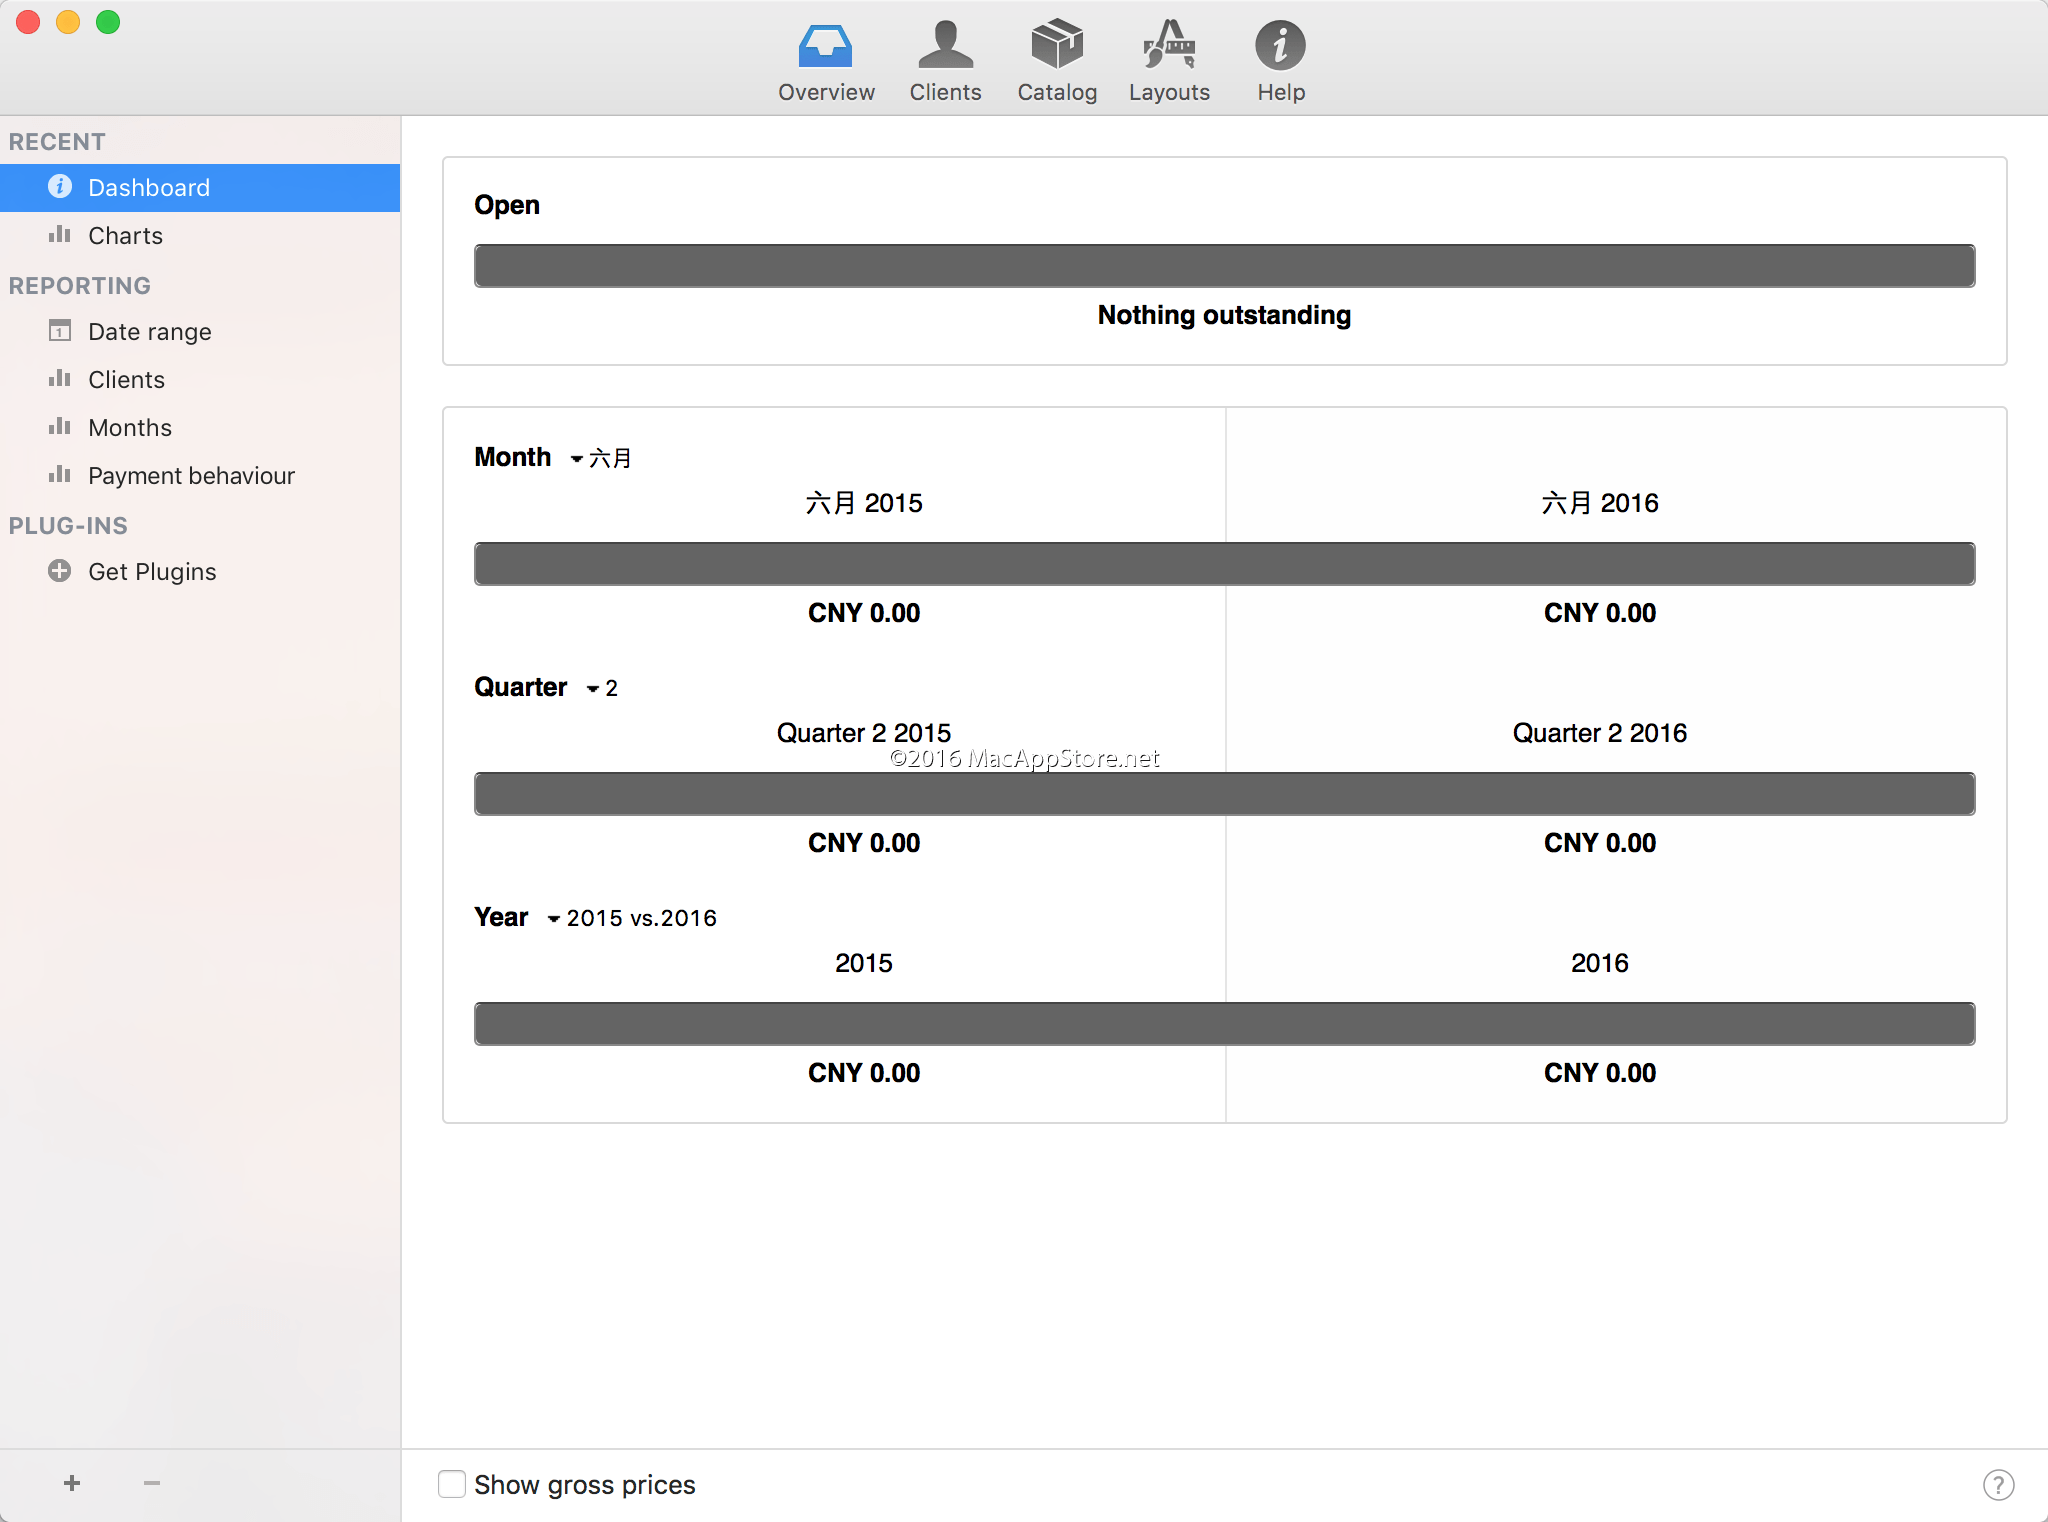 Overview Clients Catalog Layouts Help
RECENT
Dashboard
Charts
REPORTING
Date range
Clients
Months
Payment behaviour
PLUG-INS
Get Plugins
Open
Nothing outstanding
Month 六月
六月 2015 六月 2016
CNY 0.00 CNY 0.00
Quarter 2
Quarter 2 2015 Quarter 2 2016
©2016 MacAppStore.net
CNY 0.00 CNY 0.00
Year 2015 vs.2016
2015 2016
CNY 0.00 CNY 0.00
Show gross prices